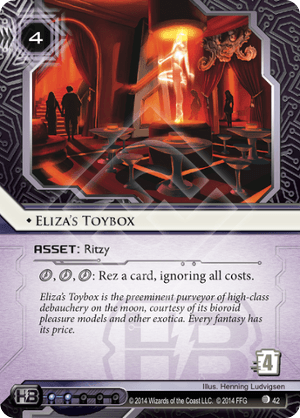 4
ELIZA'S TOYBOX
ASSET: Ritzy
, , : Rez a card, ignoring all costs.
Eliza's Toybox is the preeminent purveyor of high-class
debauchery on the moon, courtesy of its bioroid
pleasure models and other exotica. Every fantasy has
its price.
4
Illus. Henning Ludvigsen
HB
© 2014 Wizards of the Coast LLC. © 2014 FFG
42